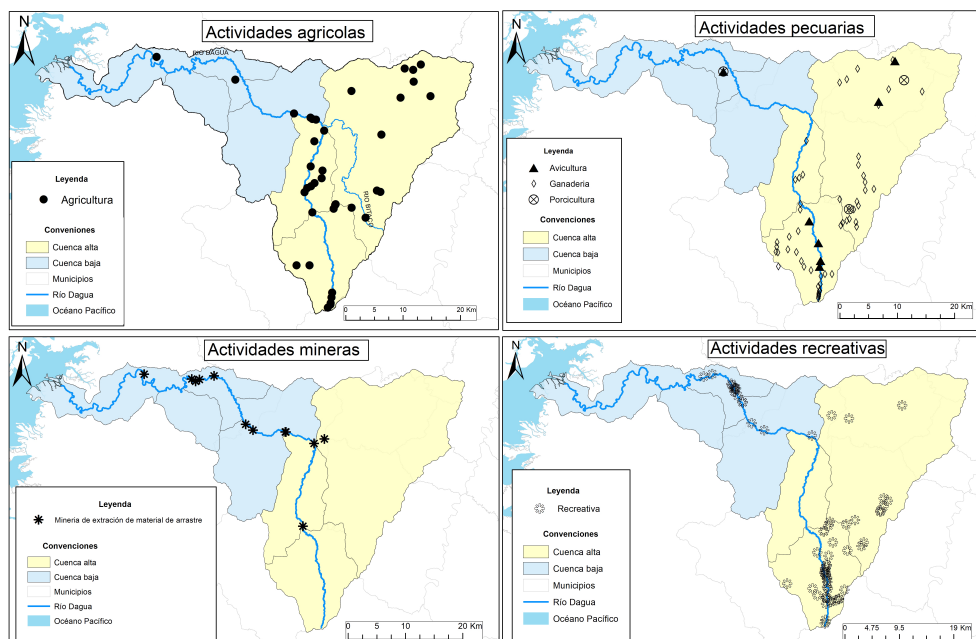 Actividades agricolas
N
RIO BAGUA
RIO BITACO
Leyenda
Agricultura
Conveniones
Cuenca alta
Cuenca baja
Municipios
Río Dagua
Océano Pacífico
0 5 10 20 Km
Actividades pecuarias
N
Leyenda
Avicultura
Ganaderia
Porcicultura
Convenciones
Cuenca alta
Cuenca baja
Municipios
Río Dagua
Océano Pacífico
0 5 10 20 Km
Actividades mineras
N
Leyenda
Mineria de extración de material de arrastre
Convenciones
Cuenca alta
Cuenca baja
Municipios
Río Dagua
Océano Pacífico
0 5 10 20 Km
Actividades recreativas
N
Leyenda
Recreativa
Convenciones
Cuenca alta
Cuenca baja
Municipios
Río Dagua
Océano Pacífico
0 4.75 9.5 19 Km